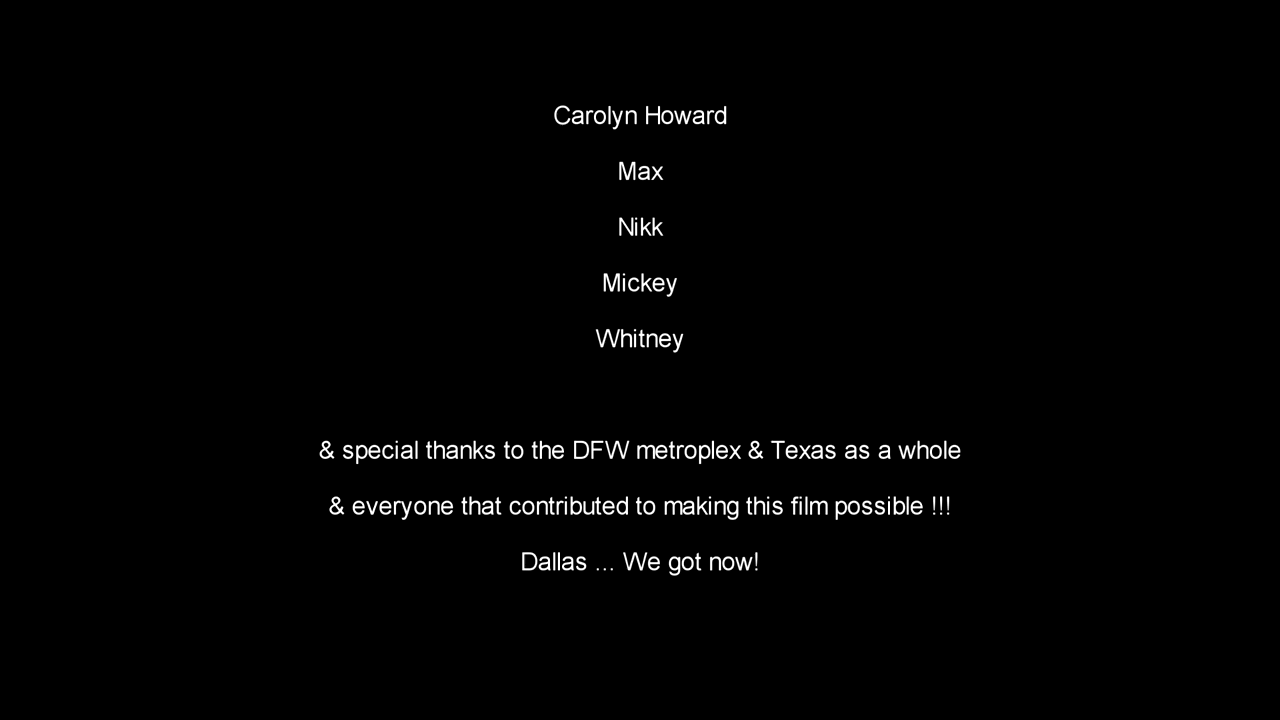 Carolyn Howard
Max
Nikk
Mickey
Whitney
& special thanks to the DFW metroplex & Texas as a whole
& everyone that contributed to making this film possible !!!
Dallas ... We got now!